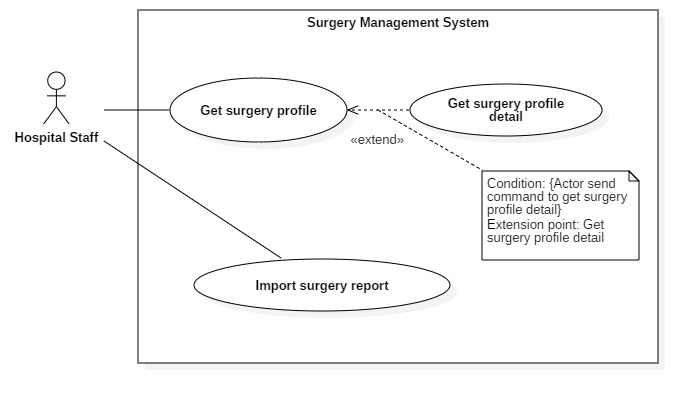 Surgery Management System
Hospital Staff
Get surgery profile
Get surgery profile
detail
«extend»
Condition: {Actor send
command to get surgery
profile detail}
Extension point: Get
surgery profile detail
Import surgery report